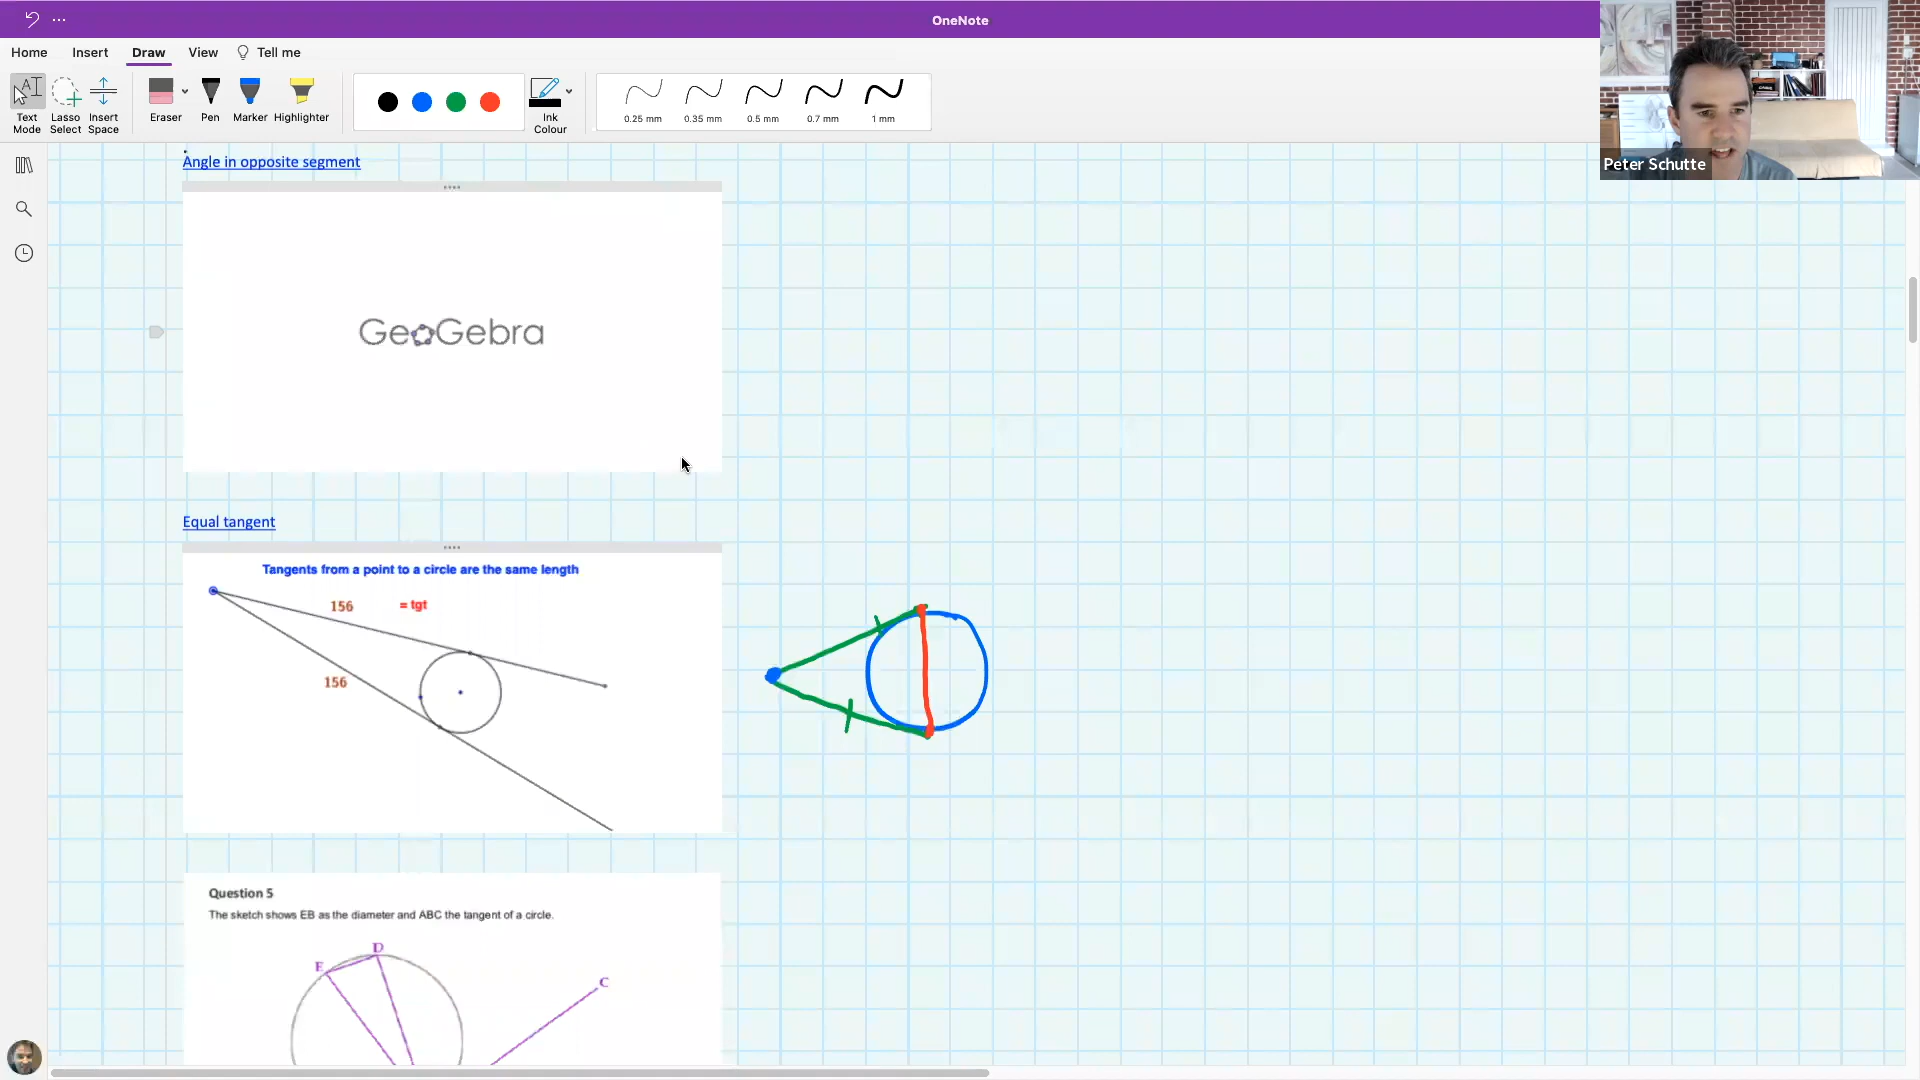 OneNote
Home Insert Draw View Tell me
Text Mode
Lasso Select
Insert Space
Eraser
Pen
Marker
Highlighter
Ink Colour
0.25 mm
0.35 mm
0.5 mm
0.7 mm
1 mm
Peter Schutte
Angle in opposite segment
GeoGebra
Equal tangent
Tangents from a point to a circle are the same length
156 = tgt
156
Question 5
The sketch shows EB as the diameter and ABC the tangent of a circle.
D
E
C